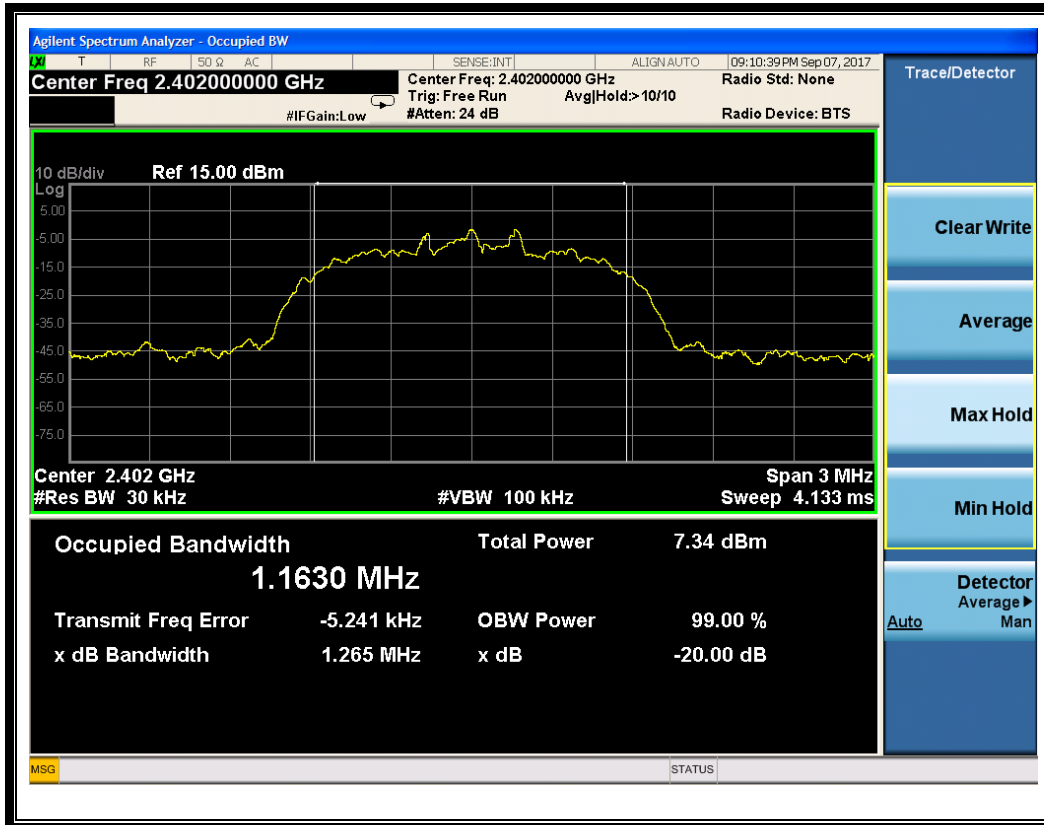 Agilent Spectrum Analyzer - Occupied BW
LXI T RF 50 Ω AC SENSE:INT ALIGN AUTO 09:10:39 PM Sep 07, 2017
Center Freq 2.402000000 GHz
Center Freq: 2.402000000 GHz
Radio Std: None
Trig: Free Run
Avg|Hold:>10/10
#IFGain:Low
#Atten: 24 dB
Radio Device: BTS
10 dB/div Ref 15.00 dBm
Log
5.00
-5.00
-15.0
-25.0
-35.0
-45.0
-55.0
-65.0
-75.0
Center 2.402 GHz
Span 3 MHz
#Res BW 30 kHz
#VBW 100 kHz
Sweep 4.133 ms
Occupied Bandwidth
Total Power 7.34 dBm
1.1630 MHz
Transmit Freq Error -5.241 kHz
OBW Power 99.00 %
x dB Bandwidth 1.265 MHz
x dB -20.00 dB
Trace/Detector
Clear Write
Average
Max Hold
Min Hold
Detector
Average▶
Auto Man
MSG
STATUS